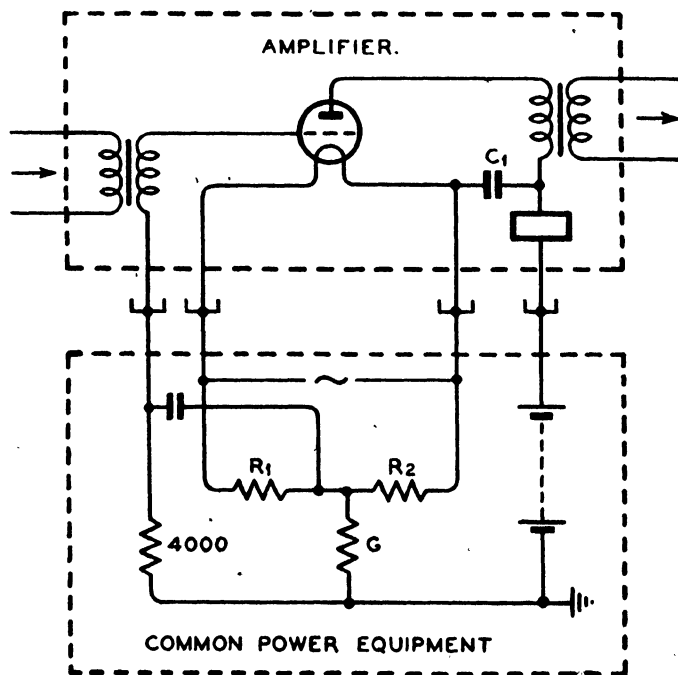 AMPLIFIER.
C1
R1
R2
4000
G
COMMON POWER EQUIPMENT